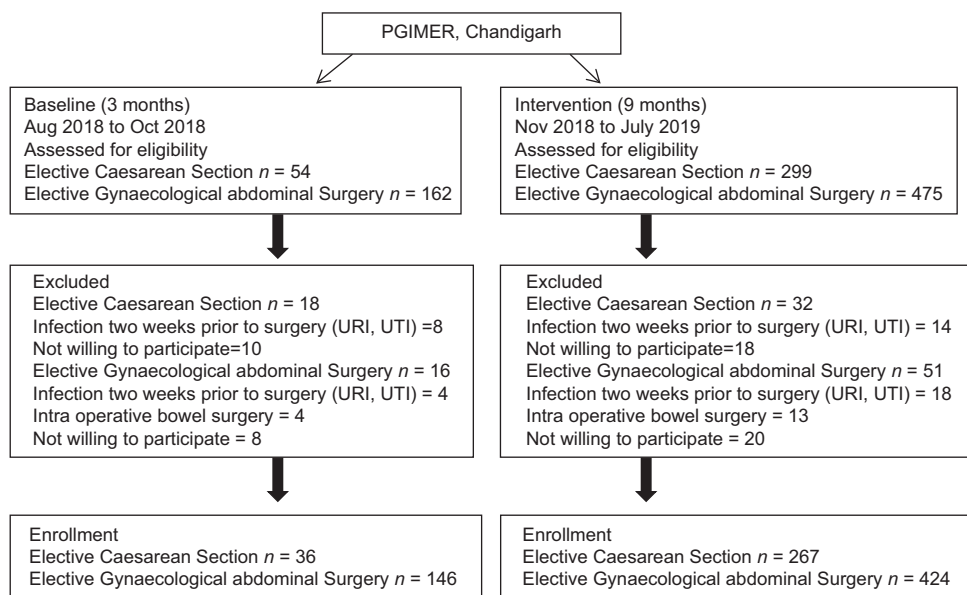 PGIMER, Chandigarh
Baseline (3 months)
Aug 2018 to Oct 2018
Assessed for eligibility
Elective Caesarean Section n = 54
Elective Gynaecological abdominal Surgery n = 162
Intervention (9 months)
Nov 2018 to July 2019
Assessed for eligibility
Elective Caesarean Section n = 299
Elective Gynaecological abdominal Surgery n = 475
Excluded
Elective Caesarean Section n = 18
Infection two weeks prior to surgery (URI, UTI) =8
Not willing to participate=10
Elective Gynaecological abdominal Surgery n = 16
Infection two weeks prior to surgery (URI, UTI) = 4
Intra operative bowel surgery = 4
Not willing to participate = 8
Excluded
Elective Caesarean Section n = 32
Infection two weeks prior to surgery (URI, UTI) = 14
Not willing to participate=18
Elective Gynaecological abdominal Surgery n = 51
Infection two weeks prior to surgery (URI, UTI) = 18
Intra operative bowel surgery = 13
Not willing to participate = 20
Enrollment
Elective Caesarean Section n = 36
Elective Gynaecological abdominal Surgery n = 146
Enrollment
Elective Caesarean Section n = 267
Elective Gynaecological abdominal Surgery n = 424